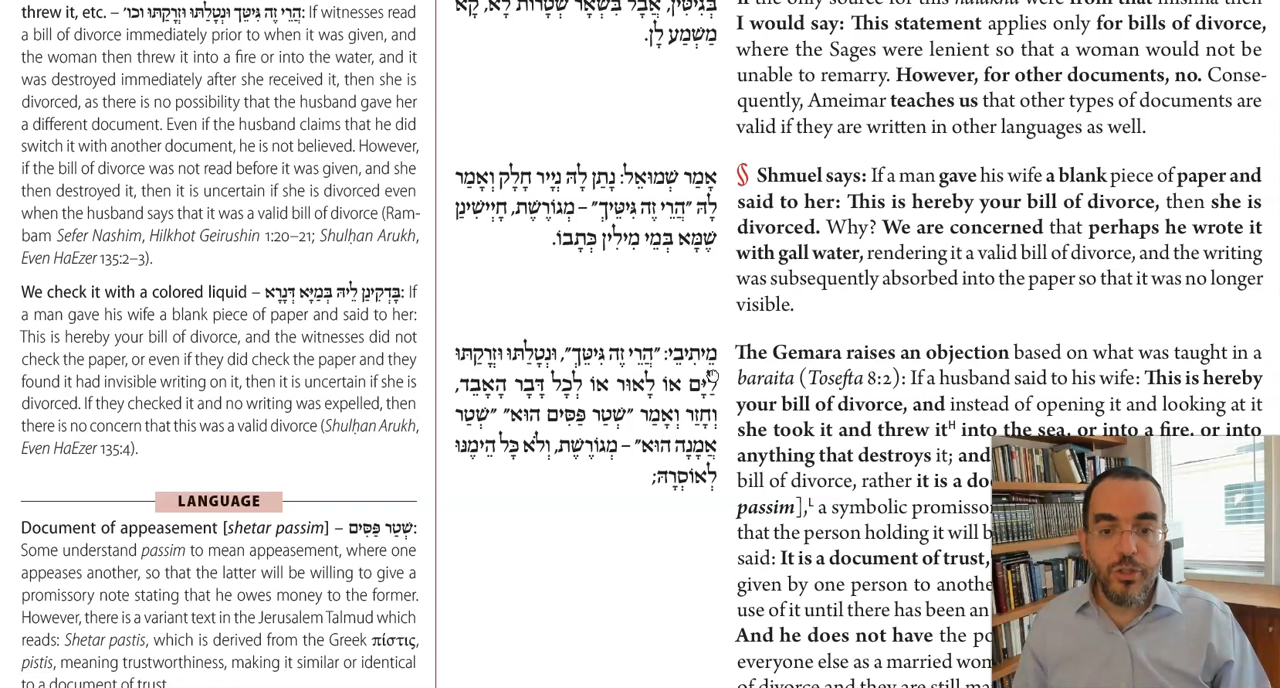 threw it, etc. – הֲרֵי זֶה גִּיטֵּךְ וּנְטָלַתּוּ וּזְרָקַתּוּ וכו׳: If witnesses read
a bill of divorce immediately prior to when it was given, and
the woman then threw it into a fire or into the water, and it
was destroyed immediately after she received it, then she is
divorced, as there is no possibility that the husband gave her
a different document. Even if the husband claims that he did
switch it with another document, he is not believed. However,
if the bill of divorce was not read before it was given, and she
then destroyed it, then it is uncertain if she is divorced even
when the husband says that it was a valid bill of divorce (Ram-
bam Sefer Nashim, Hilkhot Geirushin 1:20–21; Shulḥan Arukh,
Even HaEzer 135:2–3).
We check it with a colored liquid – בָּדְקִינַן לֵיהּ בְּמַיָּא דְּנָרָא: If
a man gave his wife a blank piece of paper and said to her:
This is hereby your bill of divorce, and the witnesses did not
check the paper, or even if they did check the paper and they
found it had invisible writing on it, then it is uncertain if she is
divorced. If they checked it and no writing was expelled, then
there is no concern that this was a valid divorce (Shulḥan Arukh,
Even HaEzer 135:4).
LANGUAGE
Document of appeasement [shetar passim] – שְׁטַר פַּסִּים:
Some understand passim to mean appeasement, where one
appeases another, so that the latter will be willing to give a
promissory note stating that he owes money to the former.
However, there is a variant text in the Jerusalem Talmud which
reads: Shetar pastis, which is derived from the Greek πίστις,
pistis, meaning trustworthiness, making it similar or identical
to a document of trust.
בְּגִיטִּין, אֲבָל בִּשְׁאָר שְׁטָרוֹת לָא, קָא
מַשְׁמַע לָן.
אָמַר שְׁמוּאֵל: נָתַן לָהּ נְיָיר חָלָק וְאָמַר
לָהּ ״הֲרֵי זֶה גִּיטֵּיךְ״ – מְגוֹרֶשֶׁת, חָיְישִׁינַן
שֶׁמָּא בְּמֵי מִילִין כְּתָבוֹ.
מֵיתִיבִי: ״הֲרֵי זֶה גִּטֵּךְ״, וּנְטָלַתּוּ וּזְרָקַתּוּ
לַיָּם אוֹ לָאוּר אוֹ לְכׇל דָּבָר הָאָבֵד,
וְחָזַר וְאָמַר ״שְׁטַר פַּסִּים הוּא״ ״שְׁטַר
אֲמָנָה הוּא״ – מְגוֹרֶשֶׁת, וְלֹא כׇּל הֵימֶנּוּ
לְאוֹסְרָהּ;
If the only source for this halakha were from that mishna then
I would say: This statement applies only for bills of divorce,
where the Sages were lenient so that a woman would not be
unable to remarry. However, for other documents, no. Conse-
quently, Ameimar teaches us that other types of documents are
valid if they are written in other languages as well.
Shmuel says: If a man gave his wife a blank piece of paper and
said to her: This is hereby your bill of divorce, then she is
divorced. Why? We are concerned that perhaps he wrote it
with gall water, rendering it a valid bill of divorce, and the writing
was subsequently absorbed into the paper so that it was no longer
visible.
The Gemara raises an objection based on what was taught in a
baraita (Tosefta 8:2): If a husband said to his wife: This is hereby
your bill of divorce, and instead of opening it and looking at it
she took it and threw it H into the sea, or into a fire, or into
anything that destroys it; and
bill of divorce, rather it is a do
passim], L a symbolic promisso
that the person holding it will b
said: It is a document of trust,
given by one person to anothe
use of it until there has been an
And he does not have the po
everyone else as a married wom
of divorce and they are still ma